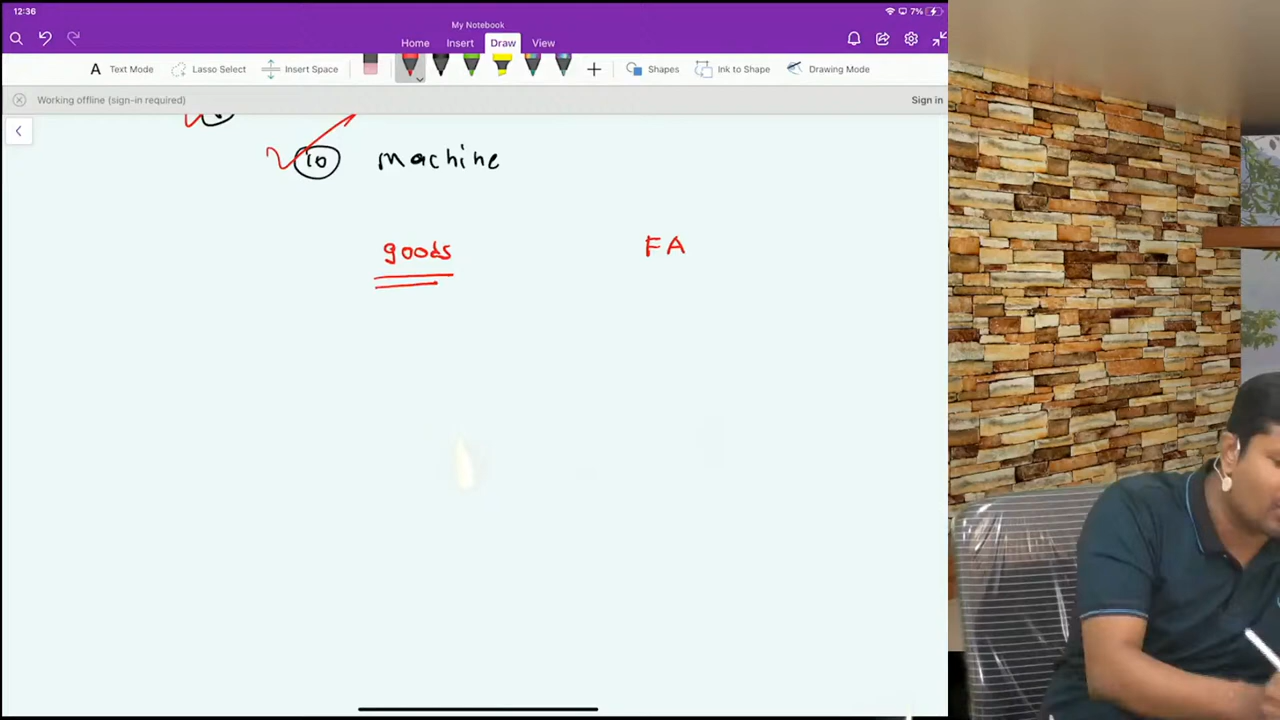 12:36
7%
My Notebook
Home Insert Draw View
Text Mode Lasso Select Insert Space Shapes Ink to Shape Drawing Mode
Working offline (sign-in required) Sign in
10 machine
goods FA